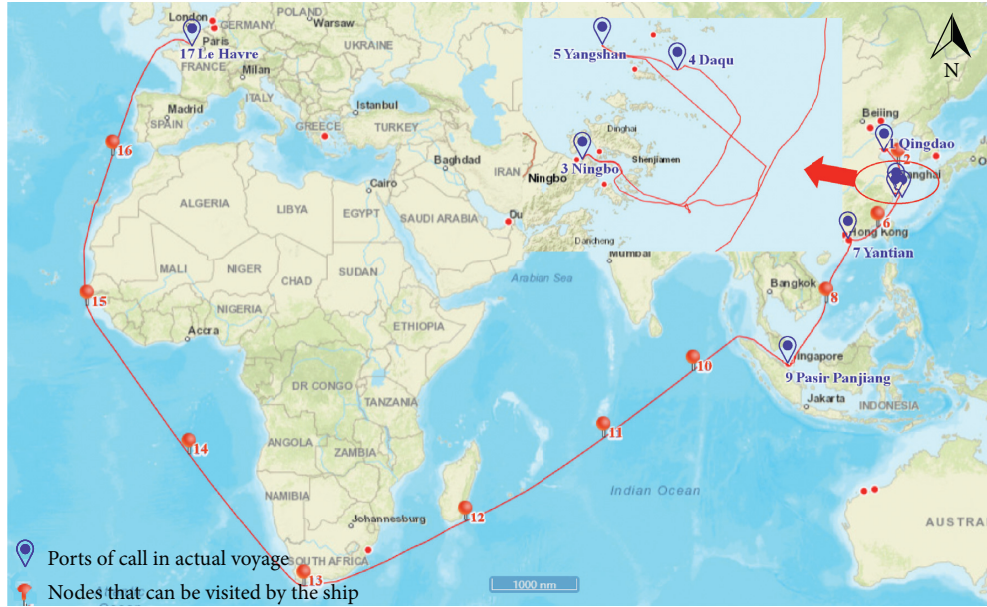 London
POLAND
Warsaw
GERMANY
Paris
17 Le Havre
FRANCE
UKRAINE
Milan
ITALY
Madrid
SPAIN
Istanbul
GREECE
TURKEY
16
Baghdad
IRAN
Cairo
ALGERIA
LIBYA
EGYPT
SAUDI ARABIA
Du
5 Yangshan
4 Daqu
Dinghai
3 Ningbo
Shenjiamen
Ningbo
Dancheng
N
Beijing
1 Qingdao
2
anghai
6
Hong Kong
7 Yantian
Mumbai
Arabian Sea
Bangkok
8
MALI
NIGER
CHAD
SUDAN
15
NIGERIA
Accra
ETHIOPIA
10
ingapore
9 Pasir Panjiang
Jakarta
INDONESIA
DR CONGO
TANZANIA
11
14
ANGOLA
ZAMBIA
NAMIBIA
12
Indian Ocean
Johannesburg
AUSTRA
SOUTH AFRICA
13
1000 nm
Ports of call in actual voyage
Nodes that can be visited by the ship